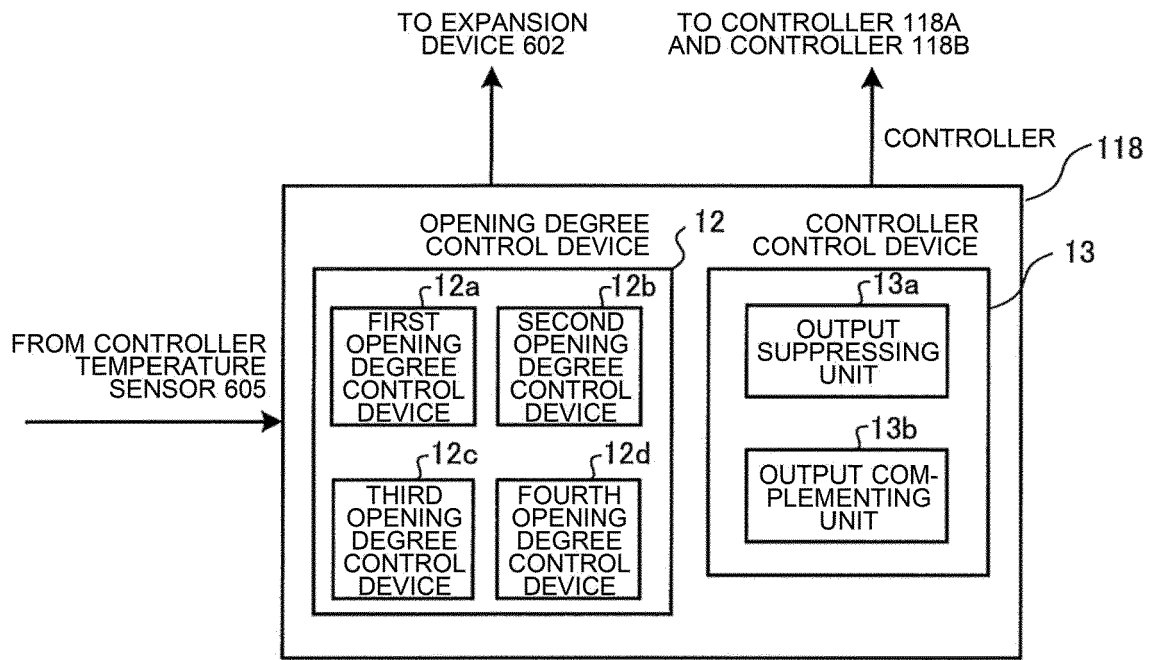 TO EXPANSION
DEVICE 602
TO CONTROLLER 118A
AND CONTROLLER 118B
CONTROLLER
118
OPENING DEGREE
CONTROL DEVICE
12
CONTROLLER
CONTROL DEVICE
13
12a
FIRST
OPENING
DEGREE
CONTROL
DEVICE
12b
SECOND
OPENING
DEGREE
CONTROL
DEVICE
13a
OUTPUT
SUPPRESSING
UNIT
FROM CONTROLLER
TEMPERATURE
SENSOR 605
12c
THIRD
OPENING
DEGREE
CONTROL
DEVICE
12d
FOURTH
OPENING
DEGREE
CONTROL
DEVICE
13b
OUTPUT COM-
PLEMENTING
UNIT